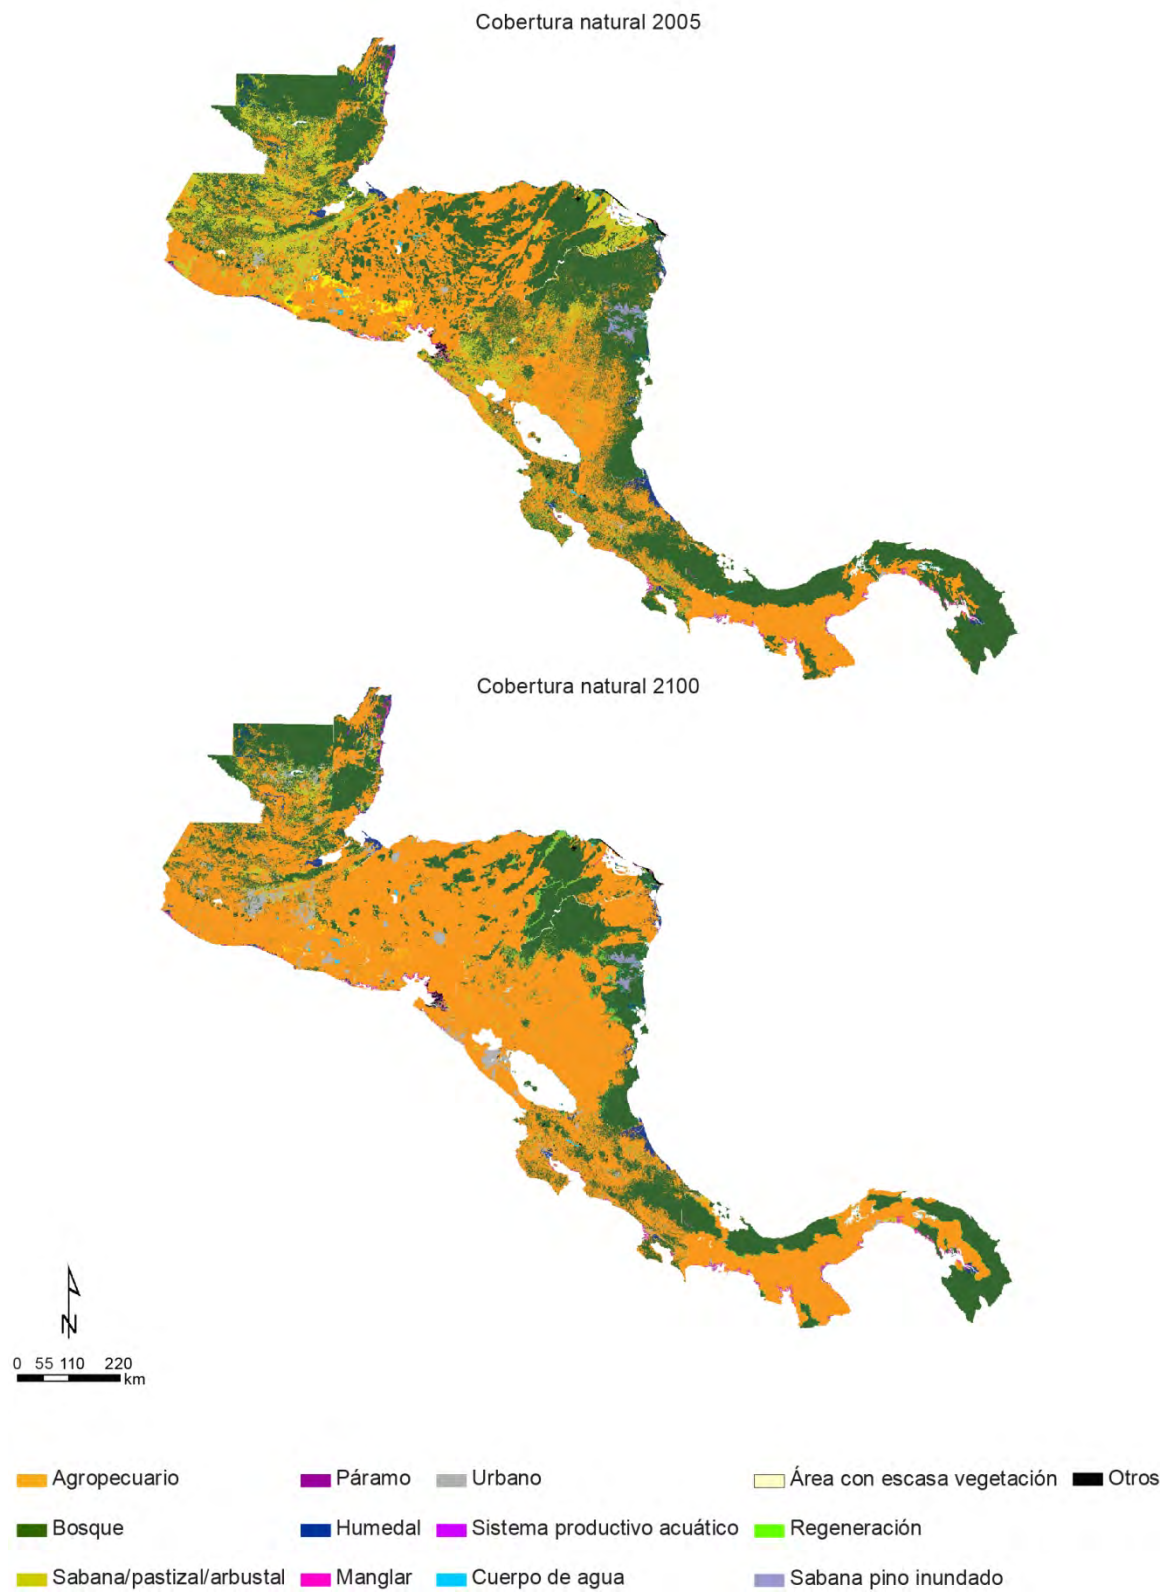 Cobertura natural 2005
Cobertura natural 2100
N
0 55 110 220
km
Agropecuario Páramo Urbano Área con escasa vegetación Otros
Bosque Humedal Sistema productivo acuático Regeneración
Sabana/pastizal/arbustal Manglar Cuerpo de agua Sabana pino inundado